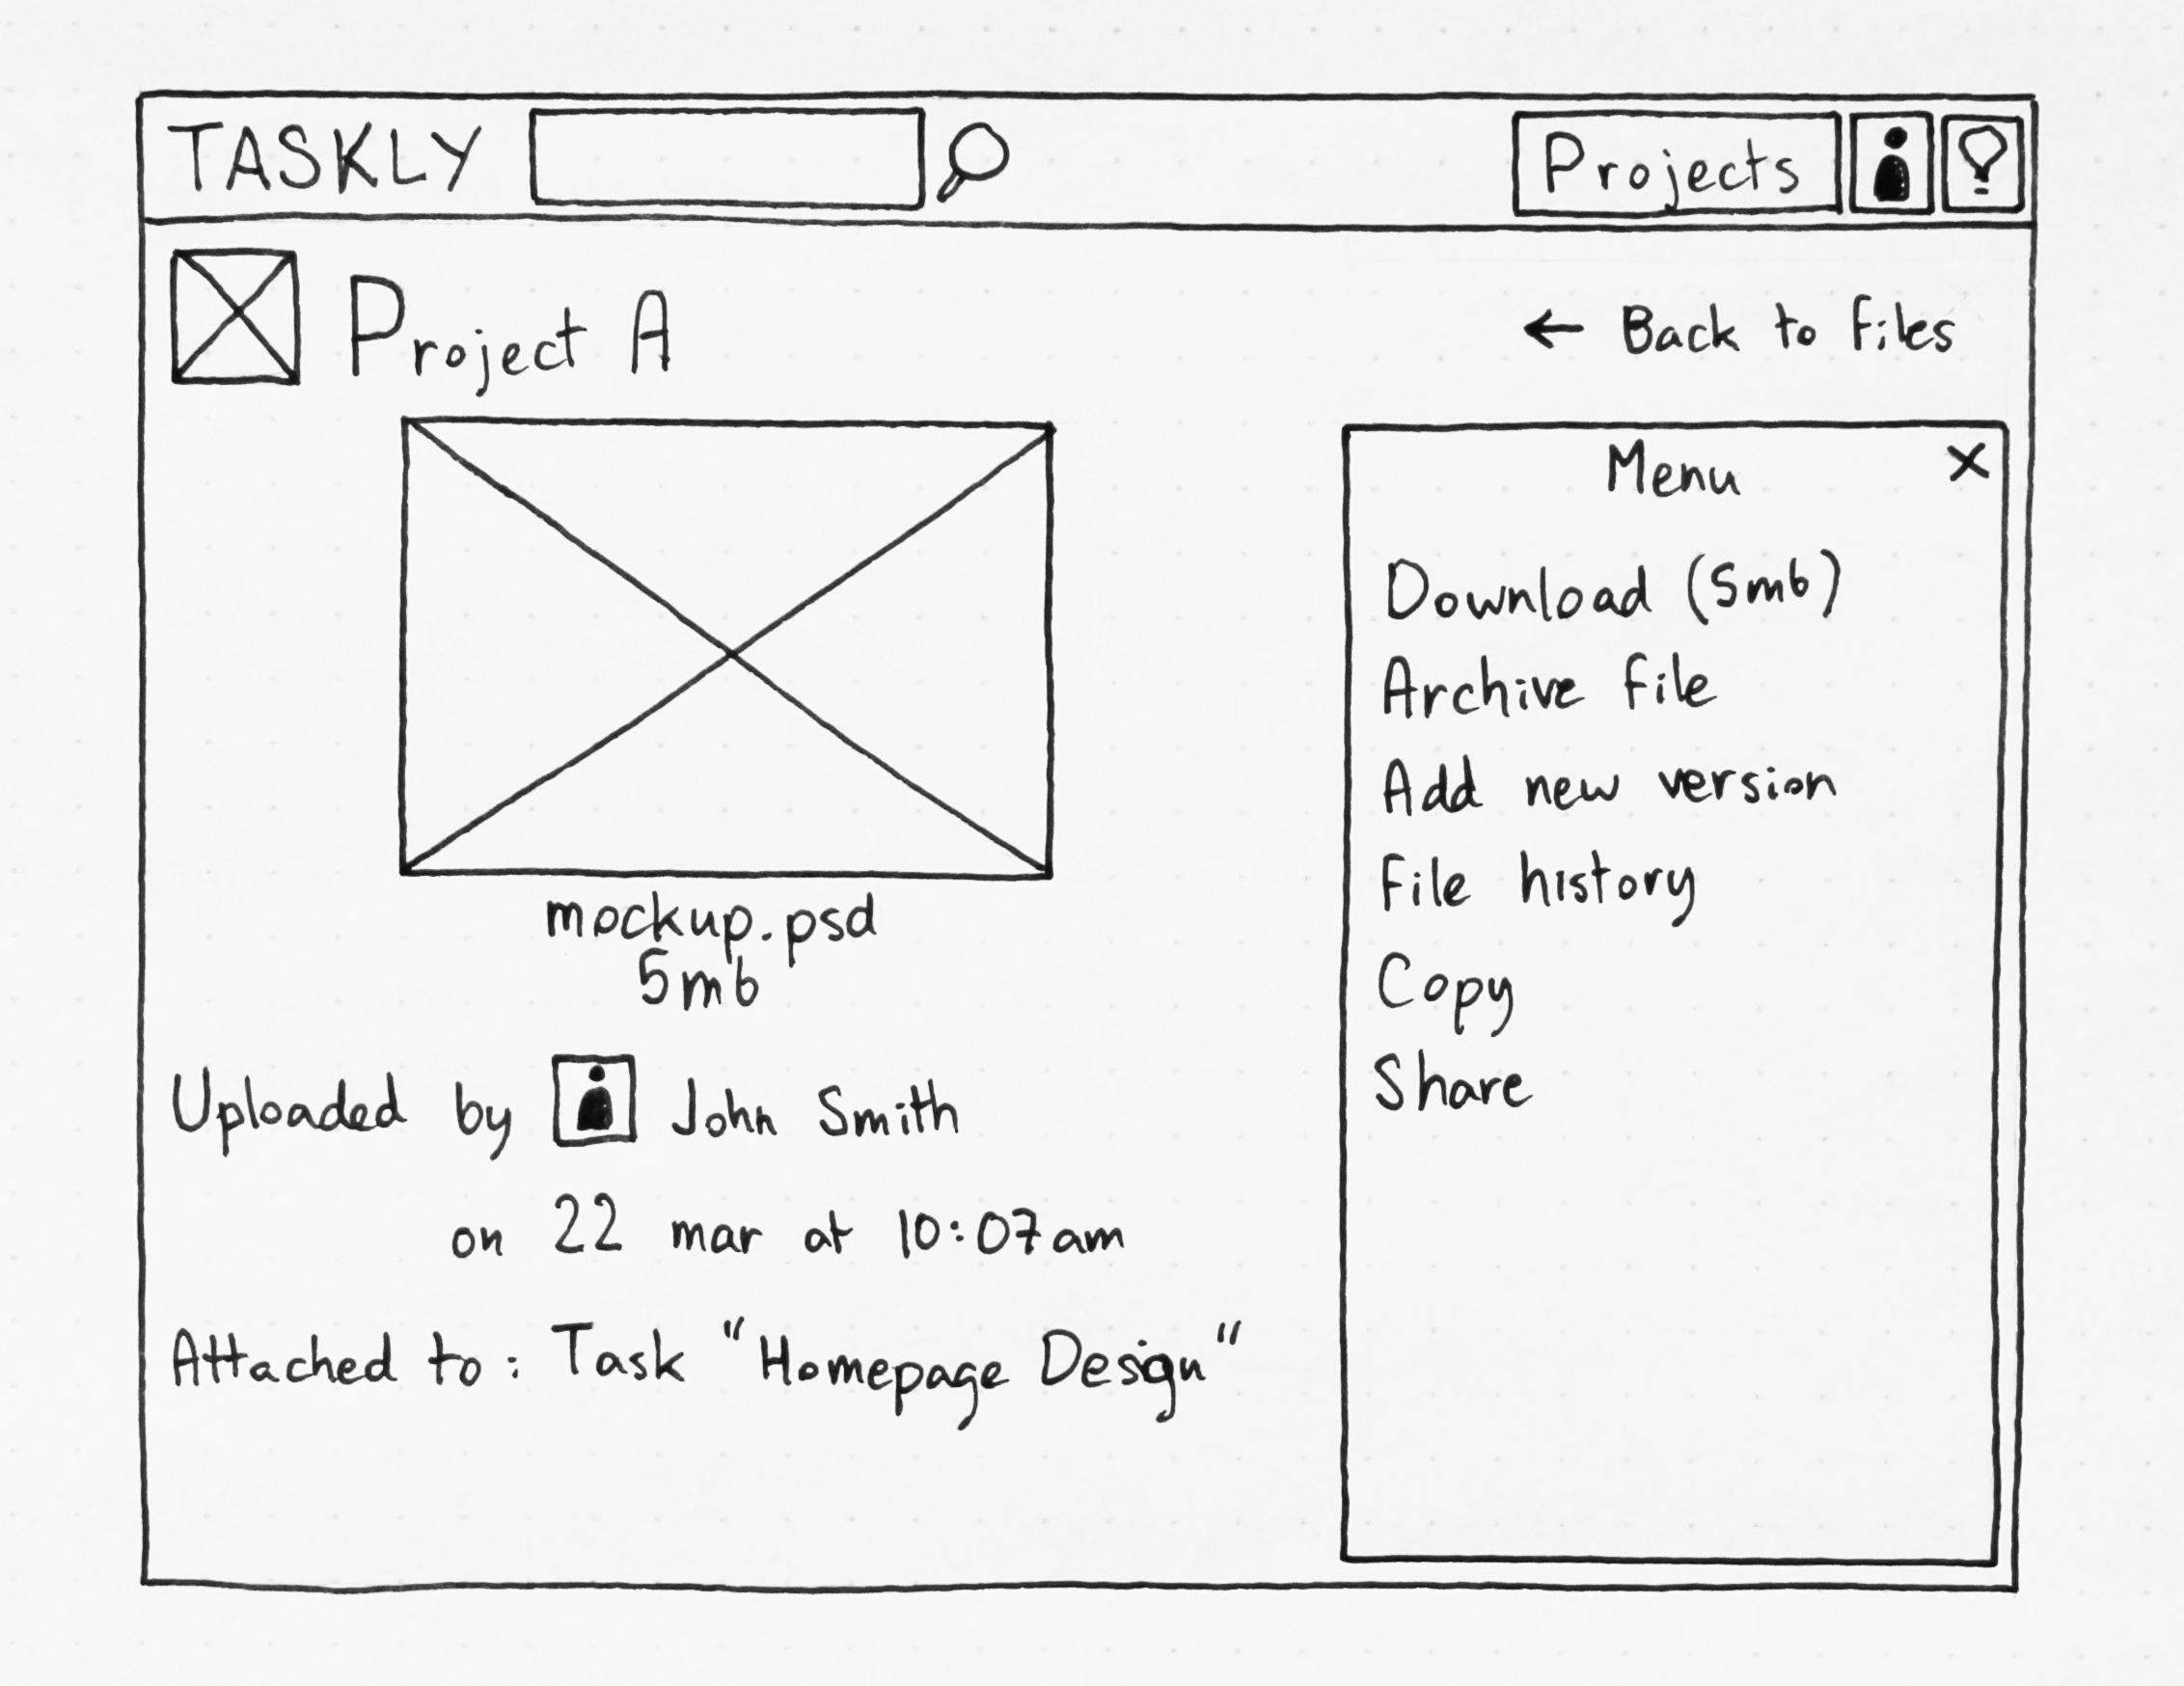 TASKLY
Projects
Project A
← Back to files
Menu X
Download (5mb)
Archive file
Add new version
File history
Copy
Share
mockup.psd
5mb
Uploaded by John Smith
on 22 mar at 10:07am
Attached to: Task "Homepage Design"